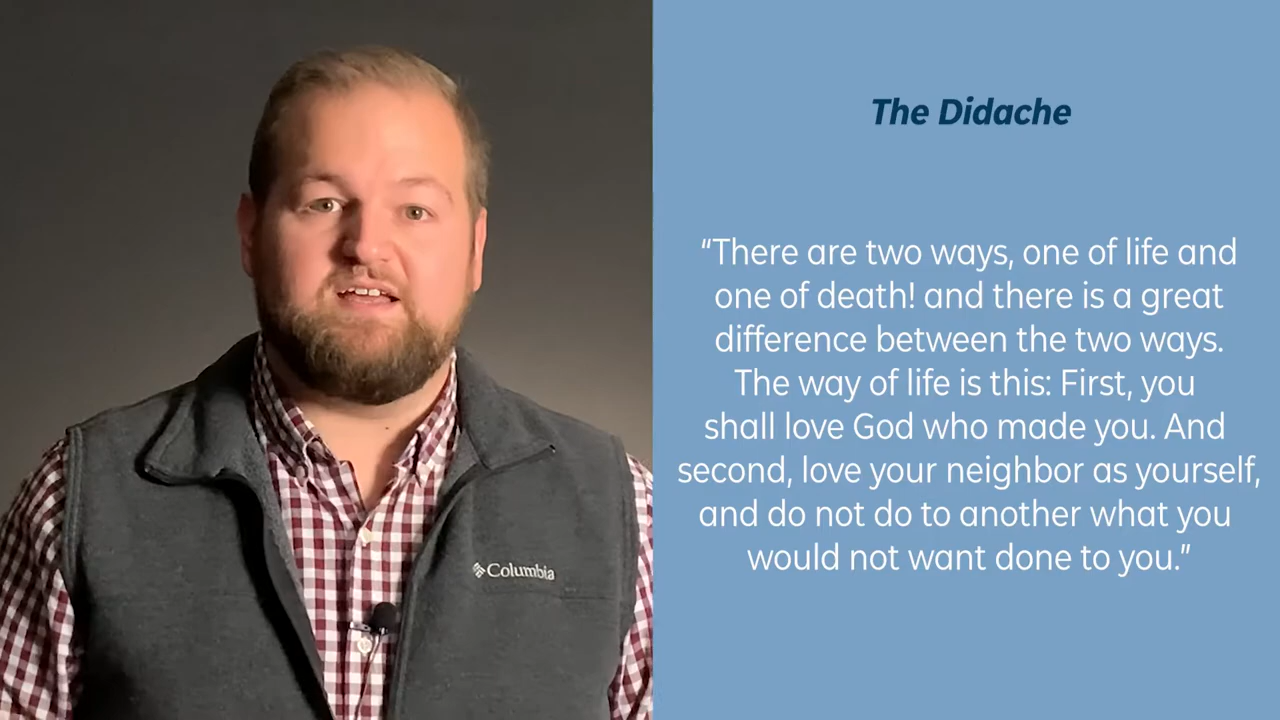 The Didache
“There are two ways, one of life and
one of death! and there is a great
difference between the two ways.
The way of life is this: First, you
shall love God who made you. And
second, love your neighbor as yourself,
and do not do to another what you
would not want done to you.”
Columbia